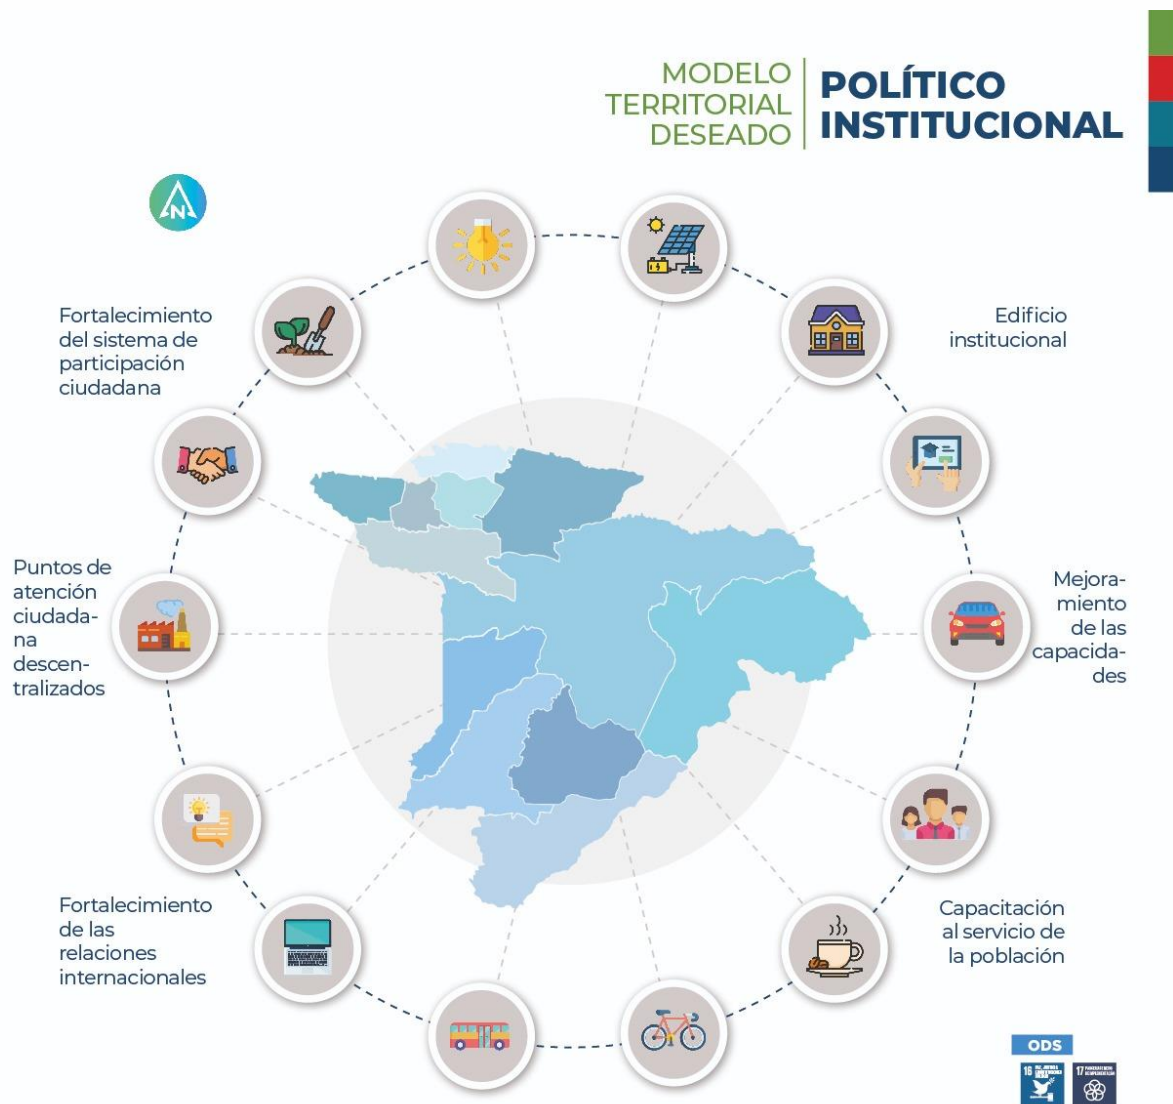 MODELO
TERRITORIAL
DESEADO
POLÍTICO
INSTITUCIONAL
N
Fortalecimiento
del sistema de
participación
ciudadana
Edificio
institucional
Puntos de
atención
ciudada-
na
descen-
tralizados
Mejora-
miento
de las
capacida-
des
Fortalecimiento
de las
relaciones
internacionales
Capacitación
al servicio de
la población
ODS
16
17